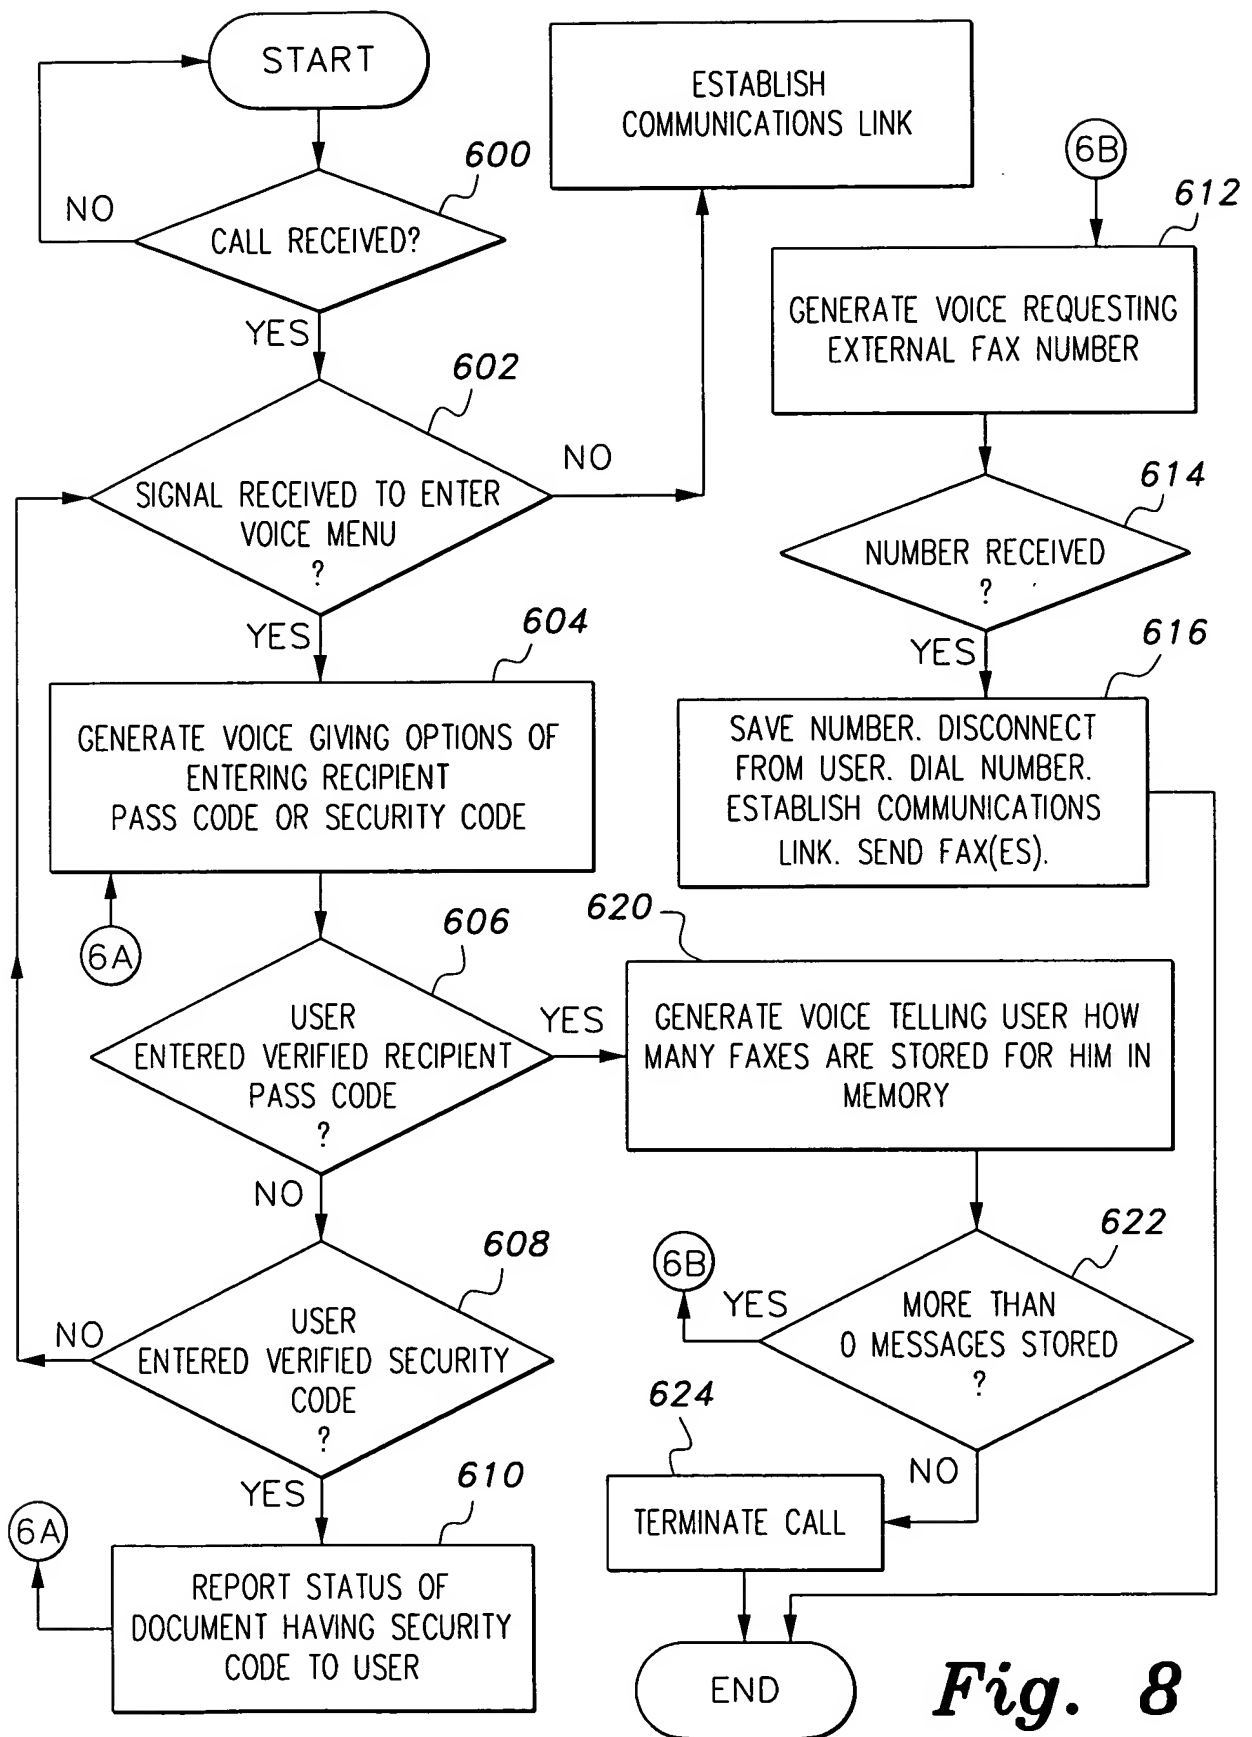 START
600
NO
CALL RECEIVED?
YES
602
SIGNAL RECEIVED TO ENTER
VOICE MENU
?
NO
ESTABLISH
COMMUNICATIONS LINK
YES
604
GENERATE VOICE GIVING OPTIONS OF
ENTERING RECIPIENT
PASS CODE OR SECURITY CODE
6A
606
USER
ENTERED VERIFIED RECIPIENT
PASS CODE
?
YES
NO
608
USER
ENTERED VERIFIED SECURITY
CODE
?
NO
YES
610
6A
REPORT STATUS OF
DOCUMENT HAVING SECURITY
CODE TO USER
6B
612
GENERATE VOICE REQUESTING
EXTERNAL FAX NUMBER
614
NUMBER RECEIVED
?
YES
616
SAVE NUMBER. DISCONNECT
FROM USER. DIAL NUMBER.
ESTABLISH COMMUNICATIONS
LINK. SEND FAX(ES).
620
GENERATE VOICE TELLING USER HOW
MANY FAXES ARE STORED FOR HIM IN
MEMORY
622
6B
YES
MORE THAN
0 MESSAGES STORED
?
624
NO
TERMINATE CALL
END
Fig. 8